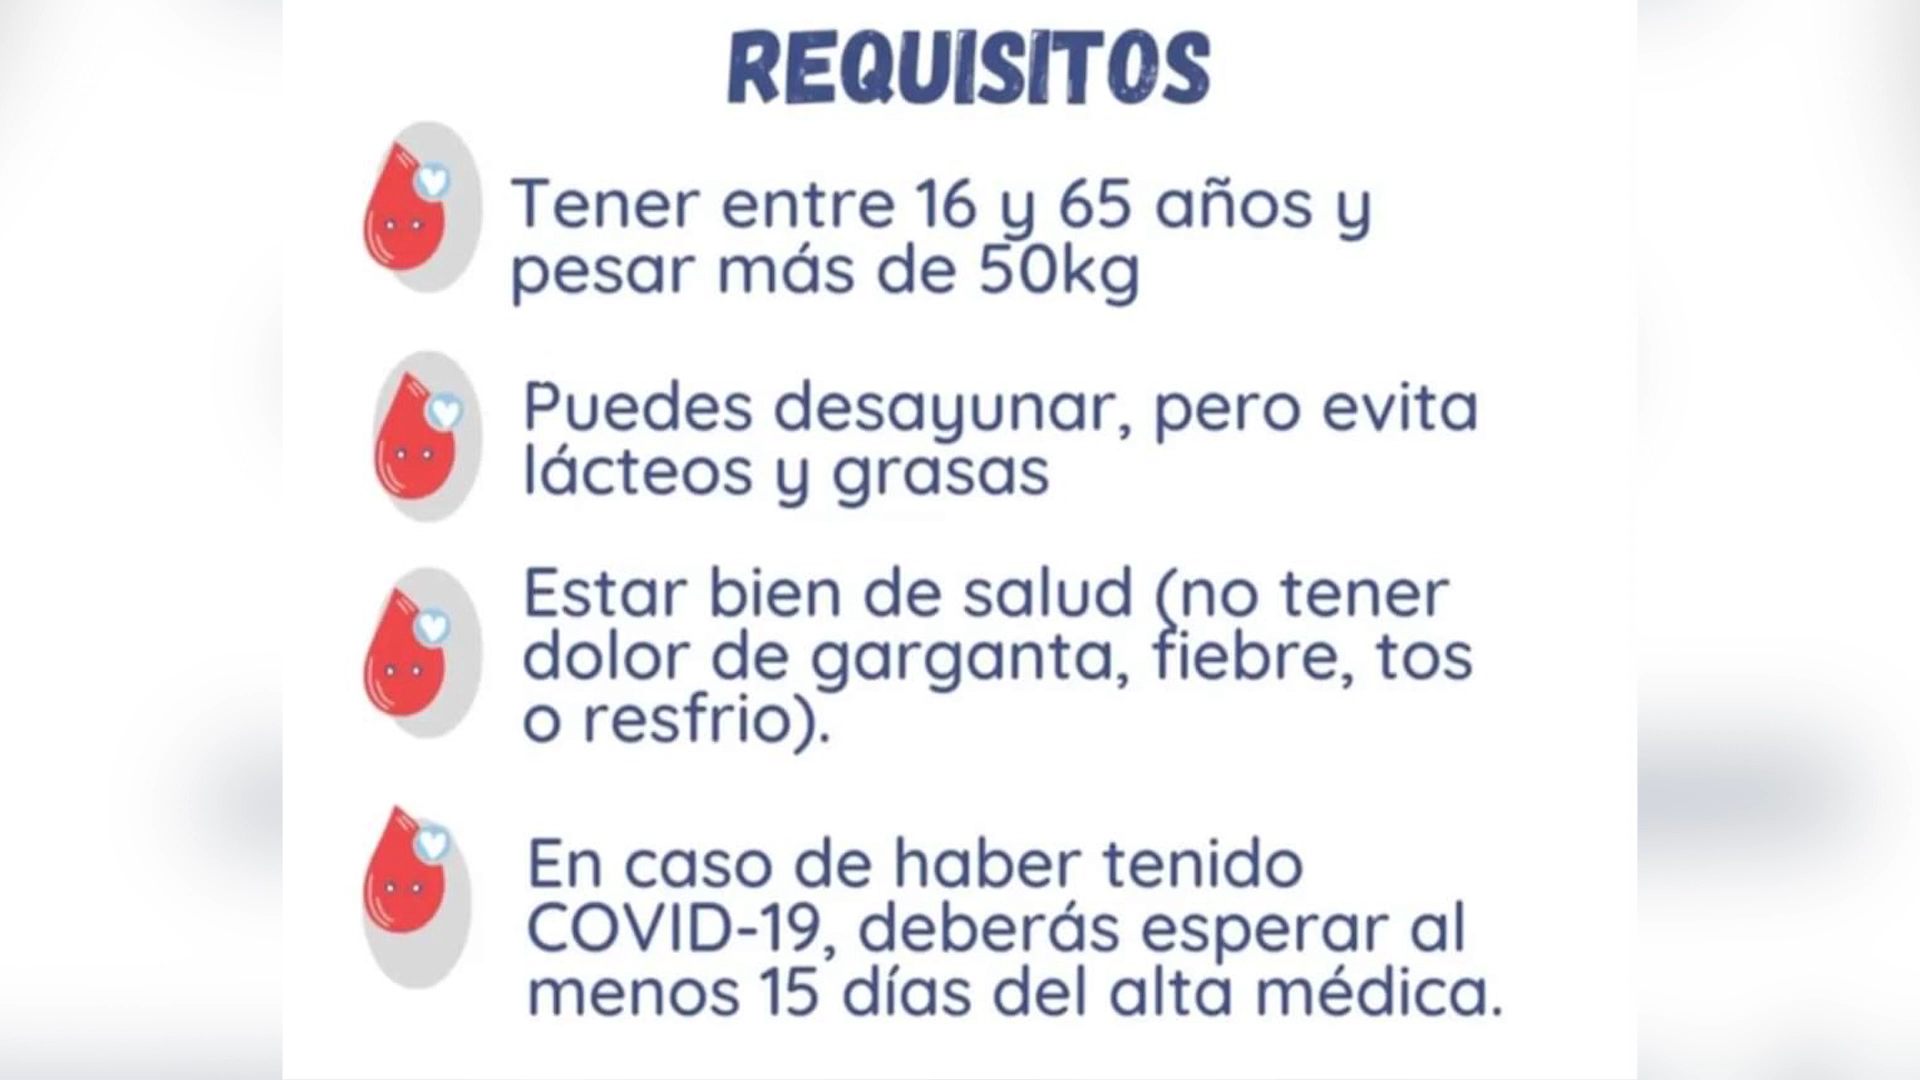 REQUISITOS
Tener entre 16 y 65 años y
pesar más de 50kg
Puedes desayunar, pero evita
lácteos y grasas
Estar bien de salud (no tener
dolor de garganta, fiebre, tos
o resfrio).
En caso de haber tenido
COVID-19, deberás esperar al
menos 15 días del alta médica.